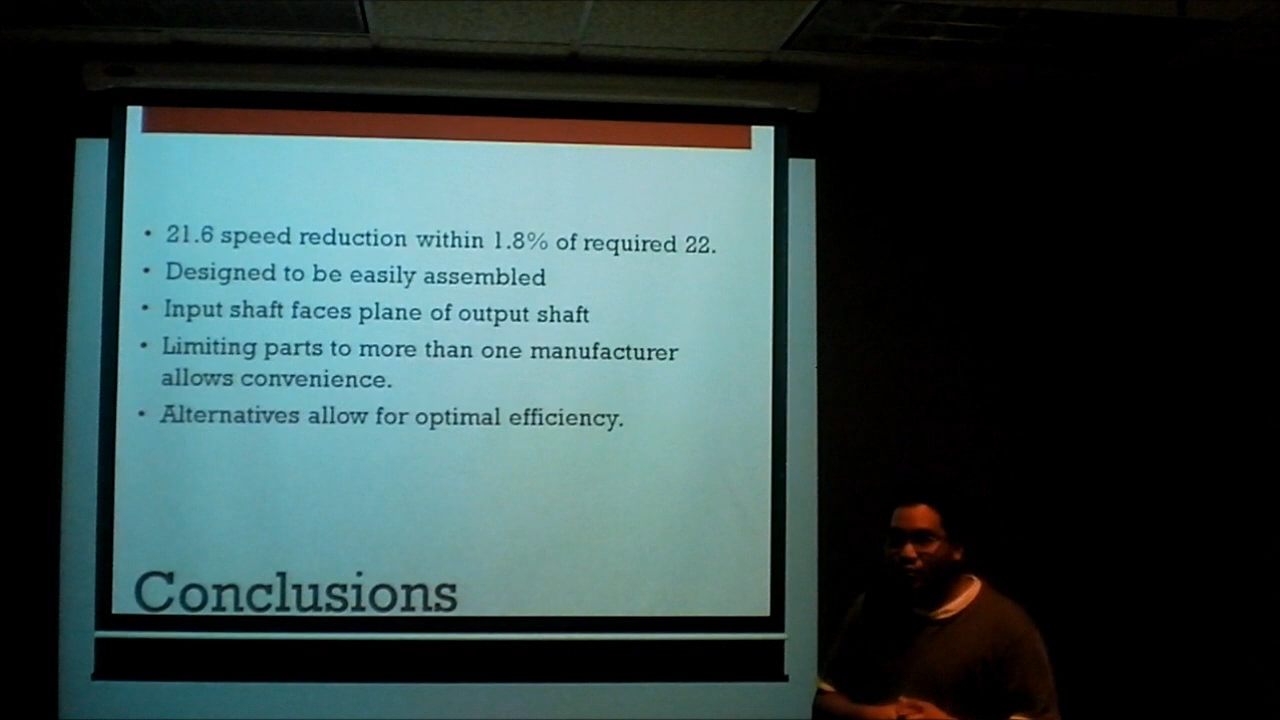 • 21.6 speed reduction within 1.8% of required 22.
• Designed to be easily assembled
• Input shaft faces plane of output shaft
• Limiting parts to more than one manufacturer
allows convenience.
• Alternatives allow for optimal efficiency.
Conclusions